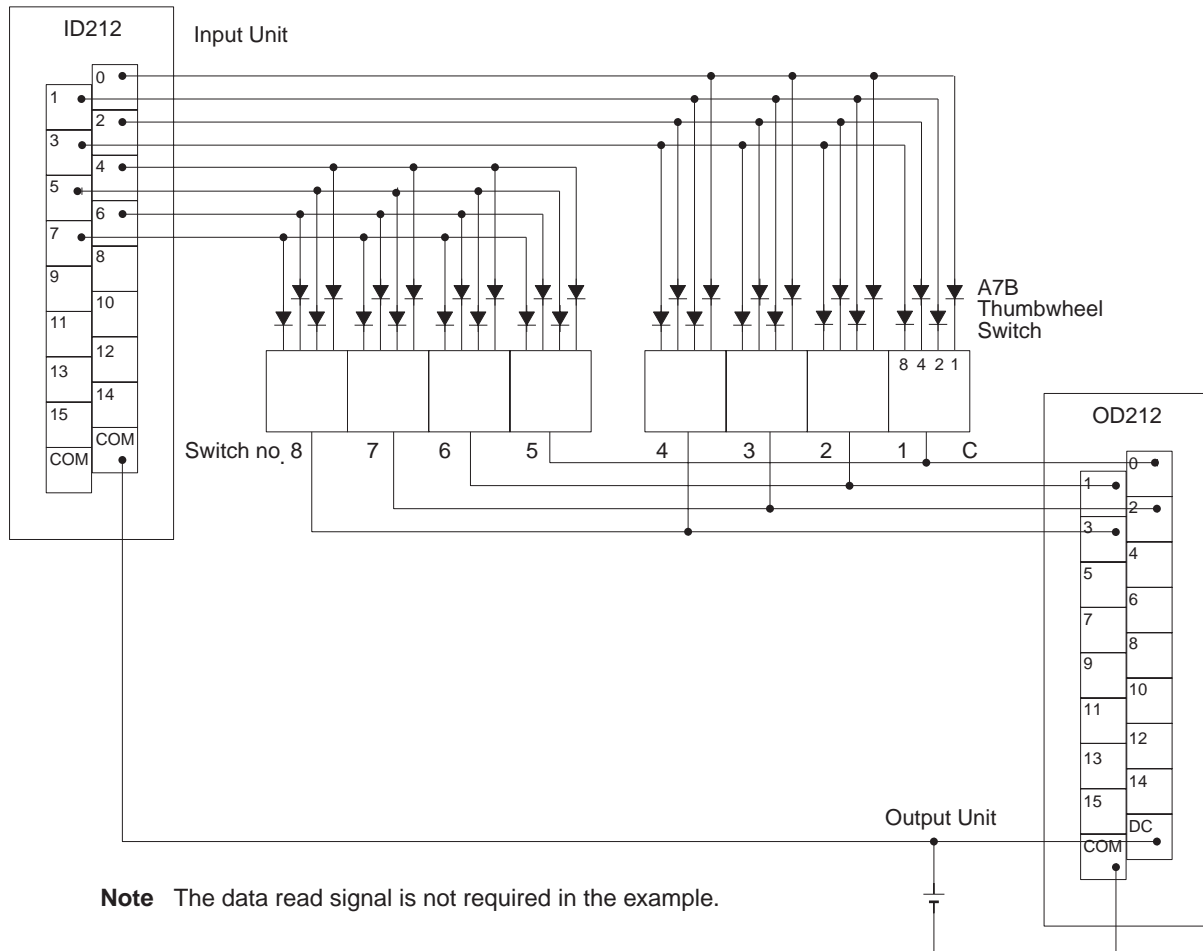 ID212
Input Unit
0
1
2
3
4
5
6
7
8
9
10
11
12
13
14
15
COM
COM
A7B
Thumbwheel
Switch
8 4 2 1
Switch no. 8 7 6 5 4 3 2 1 C
OD212
0
1
2
3
4
5
6
7
8
9
10
11
12
13
14
15
DC
COM
Output Unit
Note The data read signal is not required in the example.